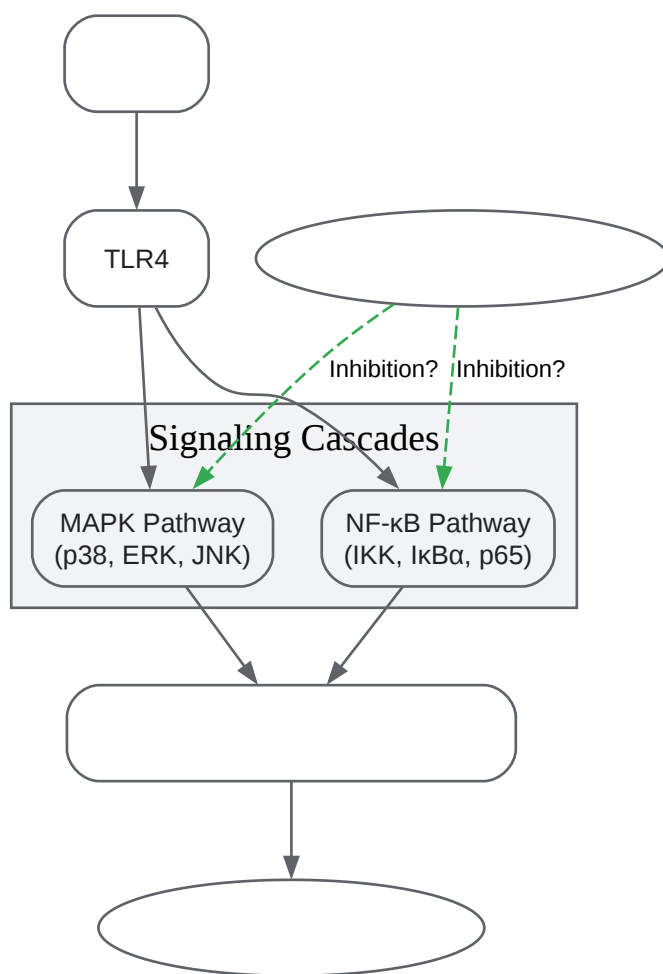 TLR4
Inhibition?
Inhibition?
Signaling Cascades
MAPK Pathway
(p38, ERK, JNK)
NF-κB Pathway
(IKK, IκBα, p65)